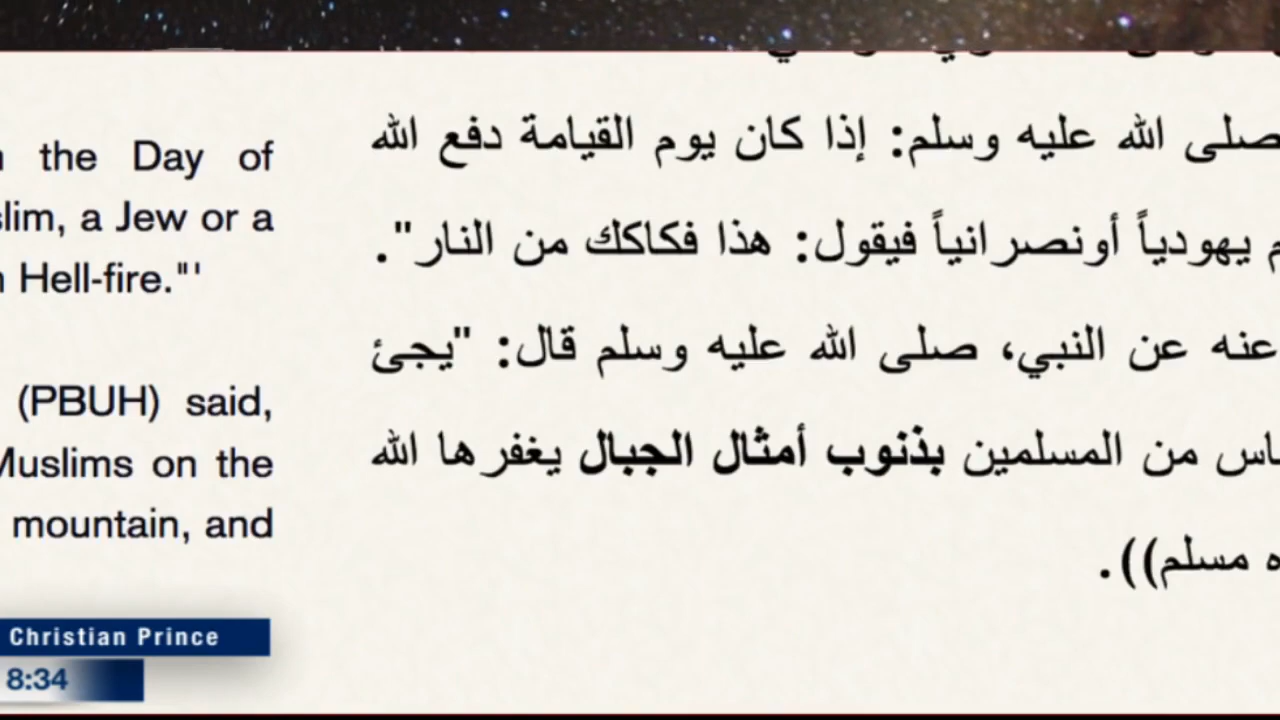 the Day of
slim, a Jew or a
Hell-fire."'
(PBUH) said,
Muslims on the
mountain, and
صلى الله عليه وسلم: إذا كان يوم القيامة دفع الله
م يهودياً أونصرانياً فيقول: هذا فكاكك من النار".
عنه عن النبي، صلى الله عليه وسلم قال: "يجئ
اس من المسلمين بذنوب أمثال الجبال يغفرها الله
ه مسلم)).
Christian Prince
8:34